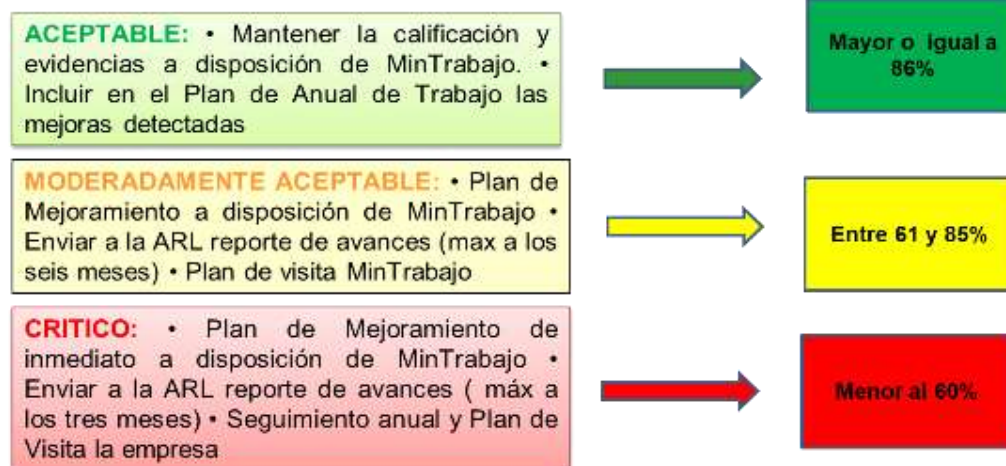 ACEPTABLE: • Mantener la calificación y
evidencias a disposición de MinTrabajo. •
Incluir en el Plan de Anual de Trabajo las
mejoras detectadas
Mayor o igual a
86%
MODERADAMENTE ACEPTABLE: • Plan de
Mejoramiento a disposición de MinTrabajo •
Enviar a la ARL reporte de avances (max a los
seis meses) • Plan de visita MinTrabajo
Entre 61 y 85%
CRITICO: • Plan de Mejoramiento de
inmediato a disposición de MinTrabajo •
Enviar a la ARL reporte de avances ( máx a
los tres meses) • Seguimiento anual y Plan de
Visita la empresa
Menor al 60%